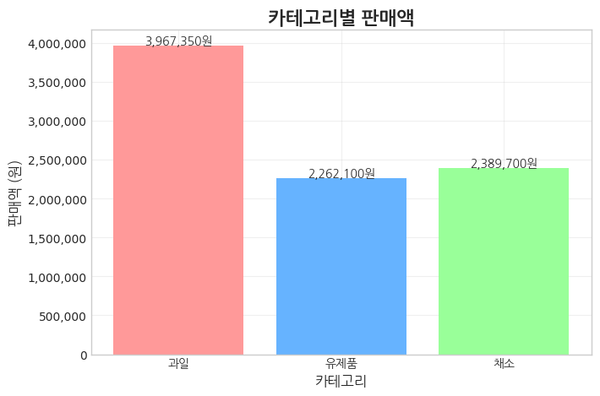 카테고리별 판매액
판매액 (원)
4,000,000
3,500,000
3,000,000
2,500,000
2,000,000
1,500,000
1,000,000
500,000
0
3,967,350원
2,262,100원
2,389,700원
과일
유제품
채소
카테고리